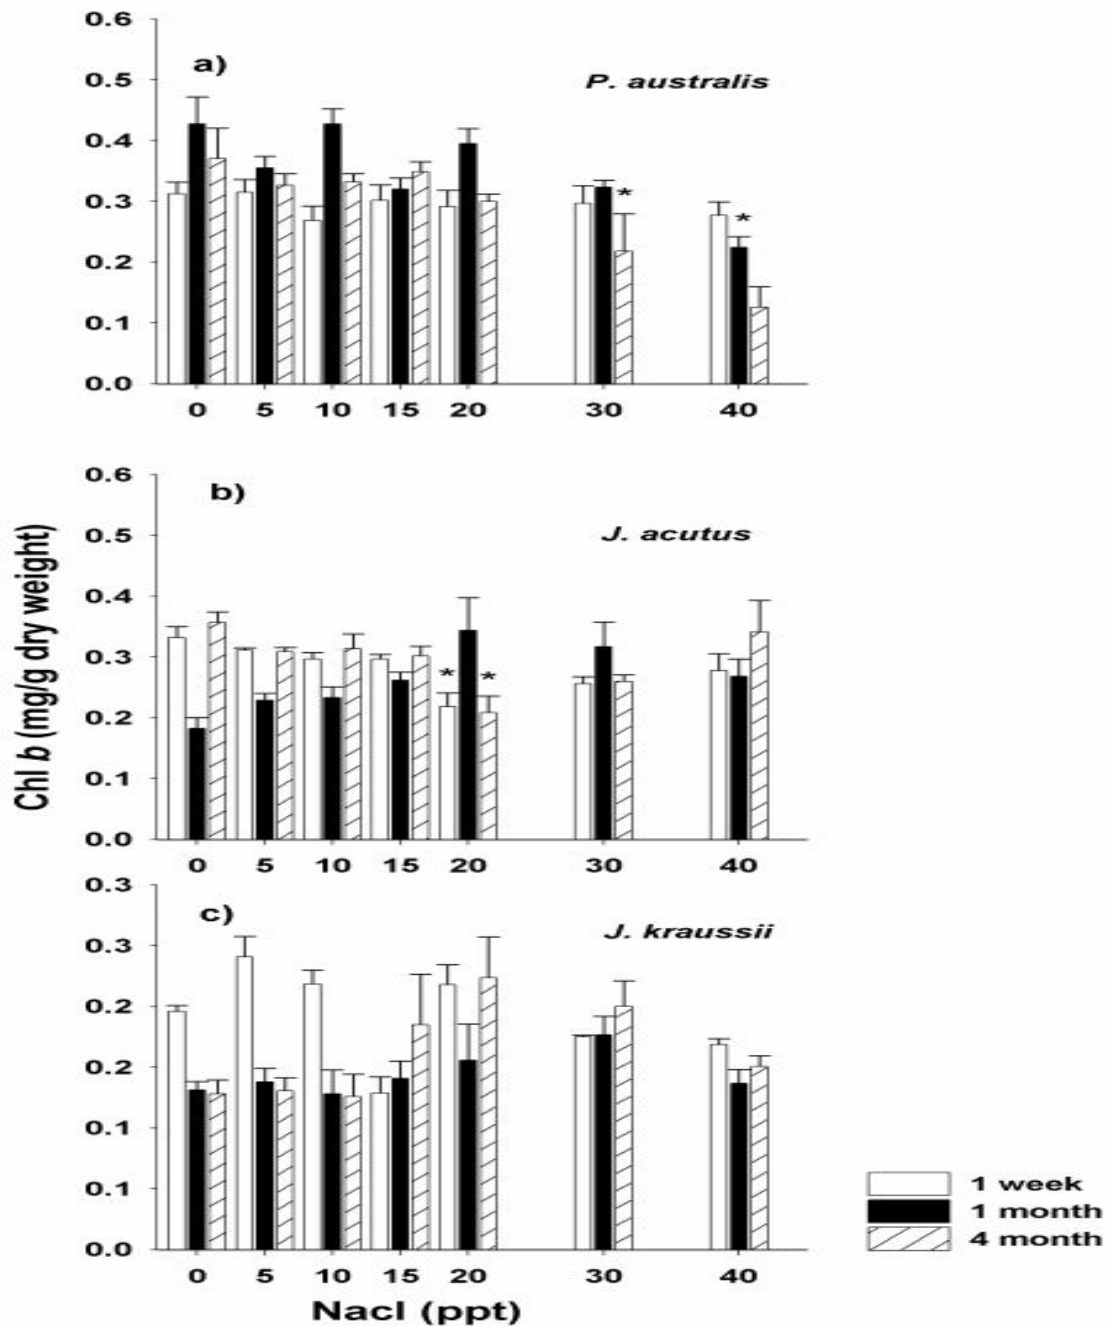 0.6
a)
0.5
P. australis
0.4
0.3
*
*
0.2
0.1
0.0
0 5 10 15 20 30 40
0.6
b)
0.5
J. acutus
0.4
0.3
* *
0.2
0.1
0.0
0 5 10 15 20 30 40
Chl b (mg/g dry weight)
0.3
c)
J. kraussii
0.3
0.2
0.2
0.1
0.1
0.0
0 5 10 15 20 30 40
Nacl (ppt)
1 week
1 month
4 month